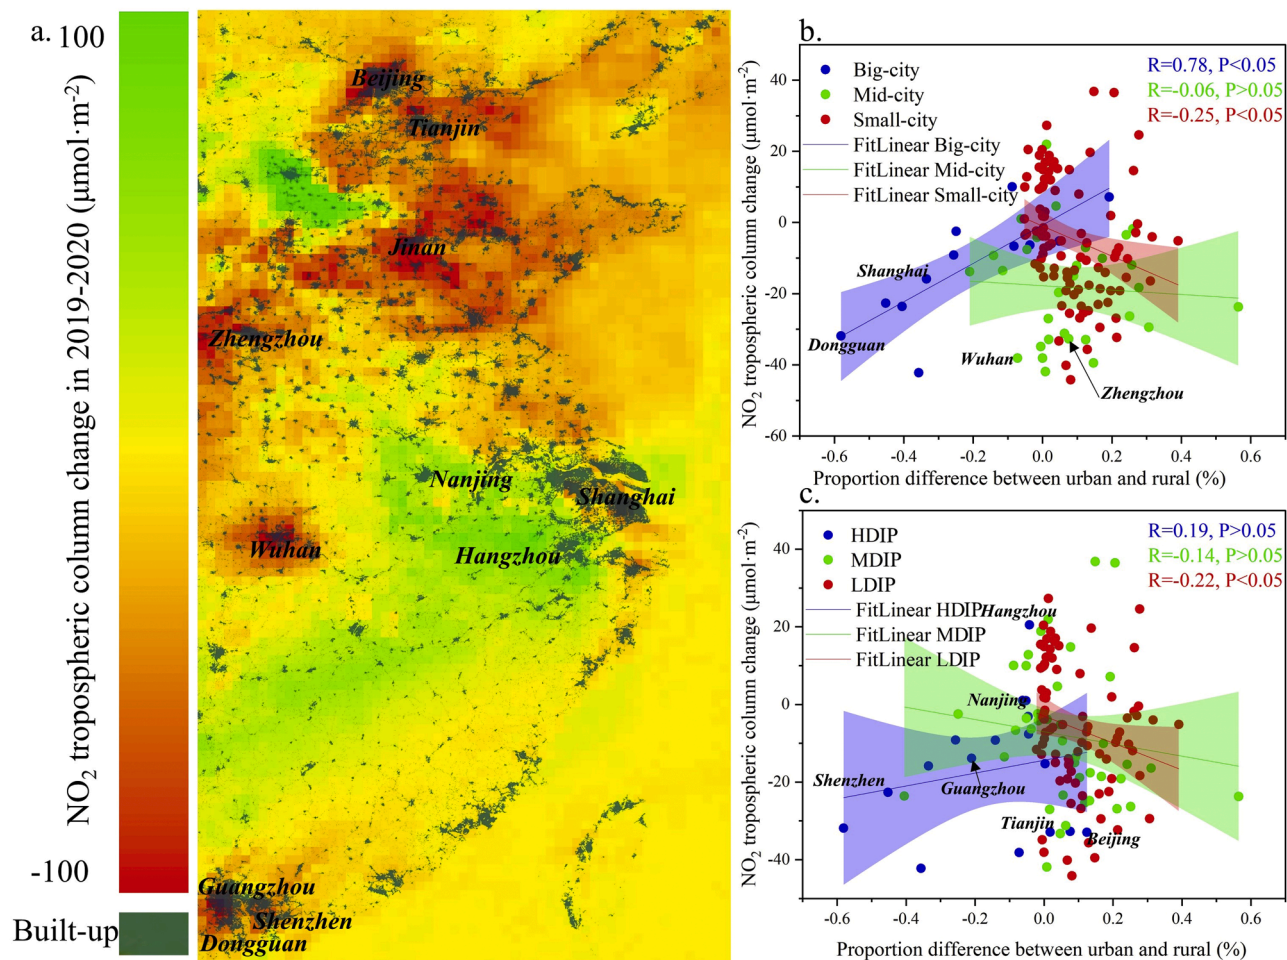 a.
100
NO₂ tropospheric column change in 2019-2020 (μmol·m⁻²)
-100
Built-up
Beijing
Tianjin
Jinan
Zhengzhou
Nanjing
Shanghai
Wuhan
Hangzhou
Guangzhou
Shenzhen
Dongguan
b.
NO₂ tropospheric column change (μmol·m⁻²)
40
20
0
-20
-40
-60
Big-city
Mid-city
Small-city
FitLinear Big-city
FitLinear Mid-city
FitLinear Small-city
R=0.78, P<0.05
R=-0.06, P>0.05
R=-0.25, P<0.05
Shanghai
Dongguan
Wuhan
Zhengzhou
-0.6 -0.4 -0.2 0.0 0.2 0.4 0.6
Proportion difference between urban and rural (%)
c.
NO₂ tropospheric column change (μmol·m⁻²)
40
20
0
-20
-40
HDIP
MDIP
LDIP
FitLinear HDIP
FitLinear MDIP
FitLinear LDIP
R=0.19, P>0.05
R=-0.14, P>0.05
R=-0.22, P<0.05
Hangzhou
Nanjing
Shenzhen
Guangzhou
Tianjin
Beijing
-0.6 -0.4 -0.2 0.0 0.2 0.4 0.6
Proportion difference between urban and rural (%)